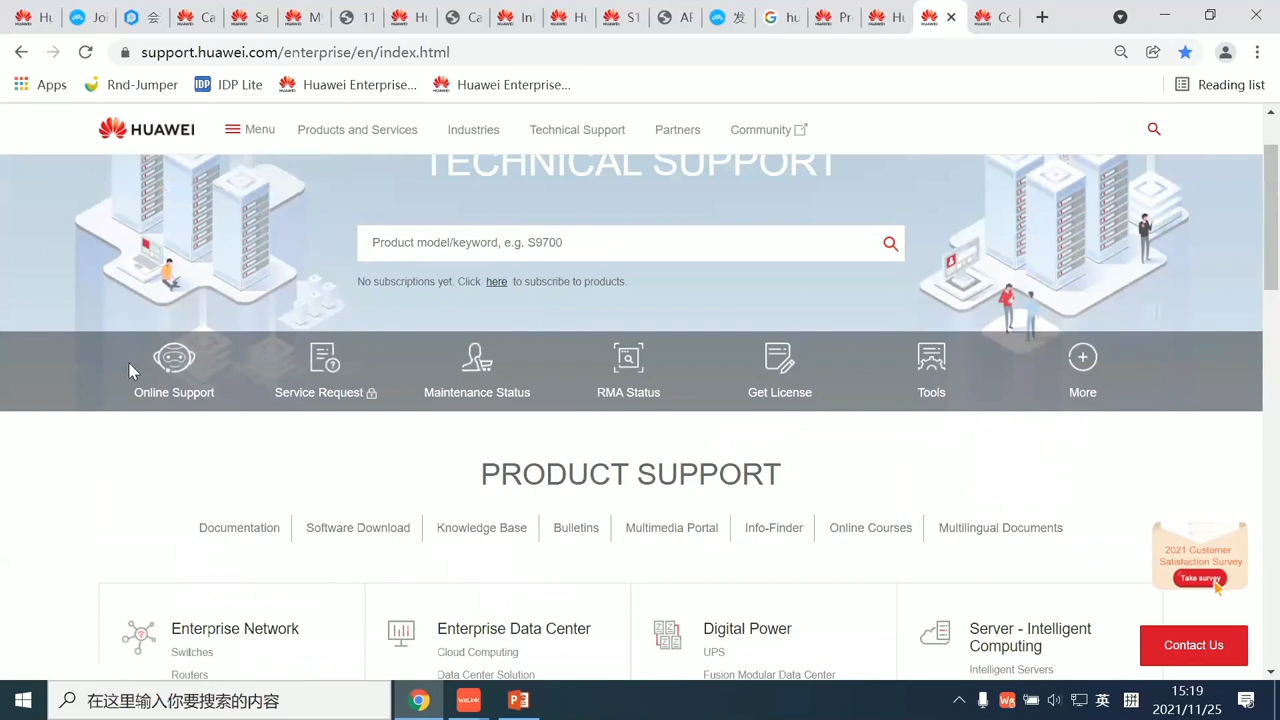 Hu
Joi
会
Ca
Sa
M
11
Hu
Ca
In
Hu
S1
AF
发
hu
Pr
Hu
Co
support.huawei.com/enterprise/en/index.html
Apps
Rnd-Jumper
IDP
IDP Lite
Huawei Enterprise...
Huawei Enterprise...
Reading list
HUAWEI
Menu
Products and Services
Industries
Technical Support
Partners
Community
TECHNICAL SUPPORT
Product model/keyword, e.g. S9700
No subscriptions yet. Click here to subscribe to products.
Online Support
Service Request
Maintenance Status
RMA Status
Get License
Tools
More
PRODUCT SUPPORT
Documentation
Software Download
Knowledge Base
Bulletins
Multimedia Portal
Info-Finder
Online Courses
Multilingual Documents
2021 Customer
Satisfaction Survey
Take survey
Enterprise Network
Switches
Routers
Enterprise Data Center
Cloud Computing
Data Center Solution
Digital Power
UPS
Fusion Modular Data Center
Server - Intelligent
Computing
Intelligent Servers
Contact Us
在这里输入你要搜索的内容
WeLink
英
拼
15:19
2021/11/25